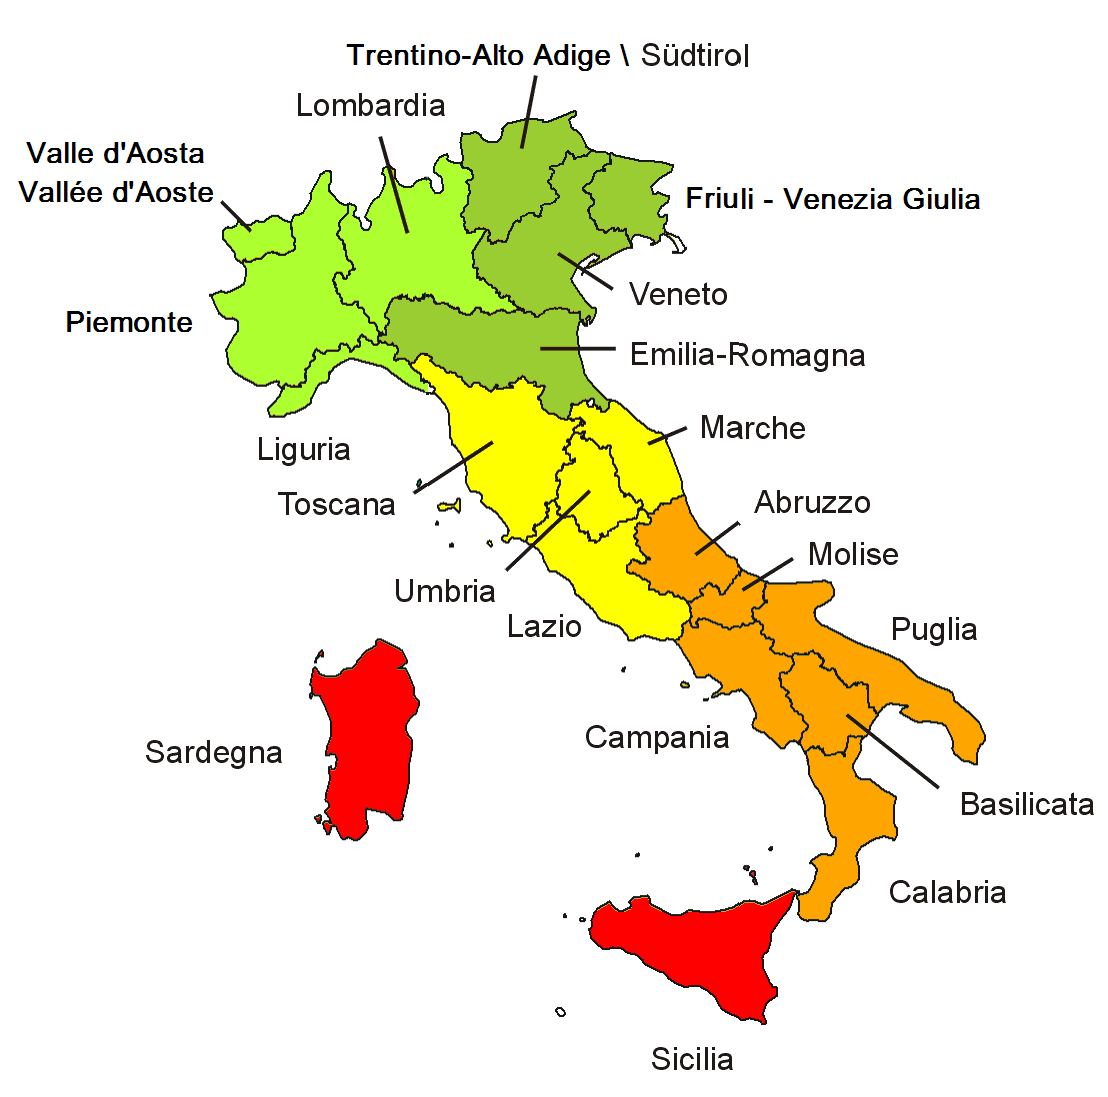 Trentino-Alto Adige \ Südtirol
Lombardia
Valle d'Aosta
Vallée d'Aoste
Friuli - Venezia Giulia
Veneto
Piemonte
Emilia-Romagna
Marche
Liguria
Toscana
Abruzzo
Molise
Umbria
Lazio
Puglia
Campania
Sardegna
Basilicata
Calabria
Sicilia